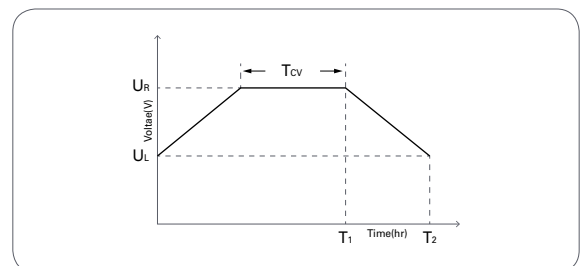 TCV
UR
Voltae(V)
UL
T1
Time(hr)
T2